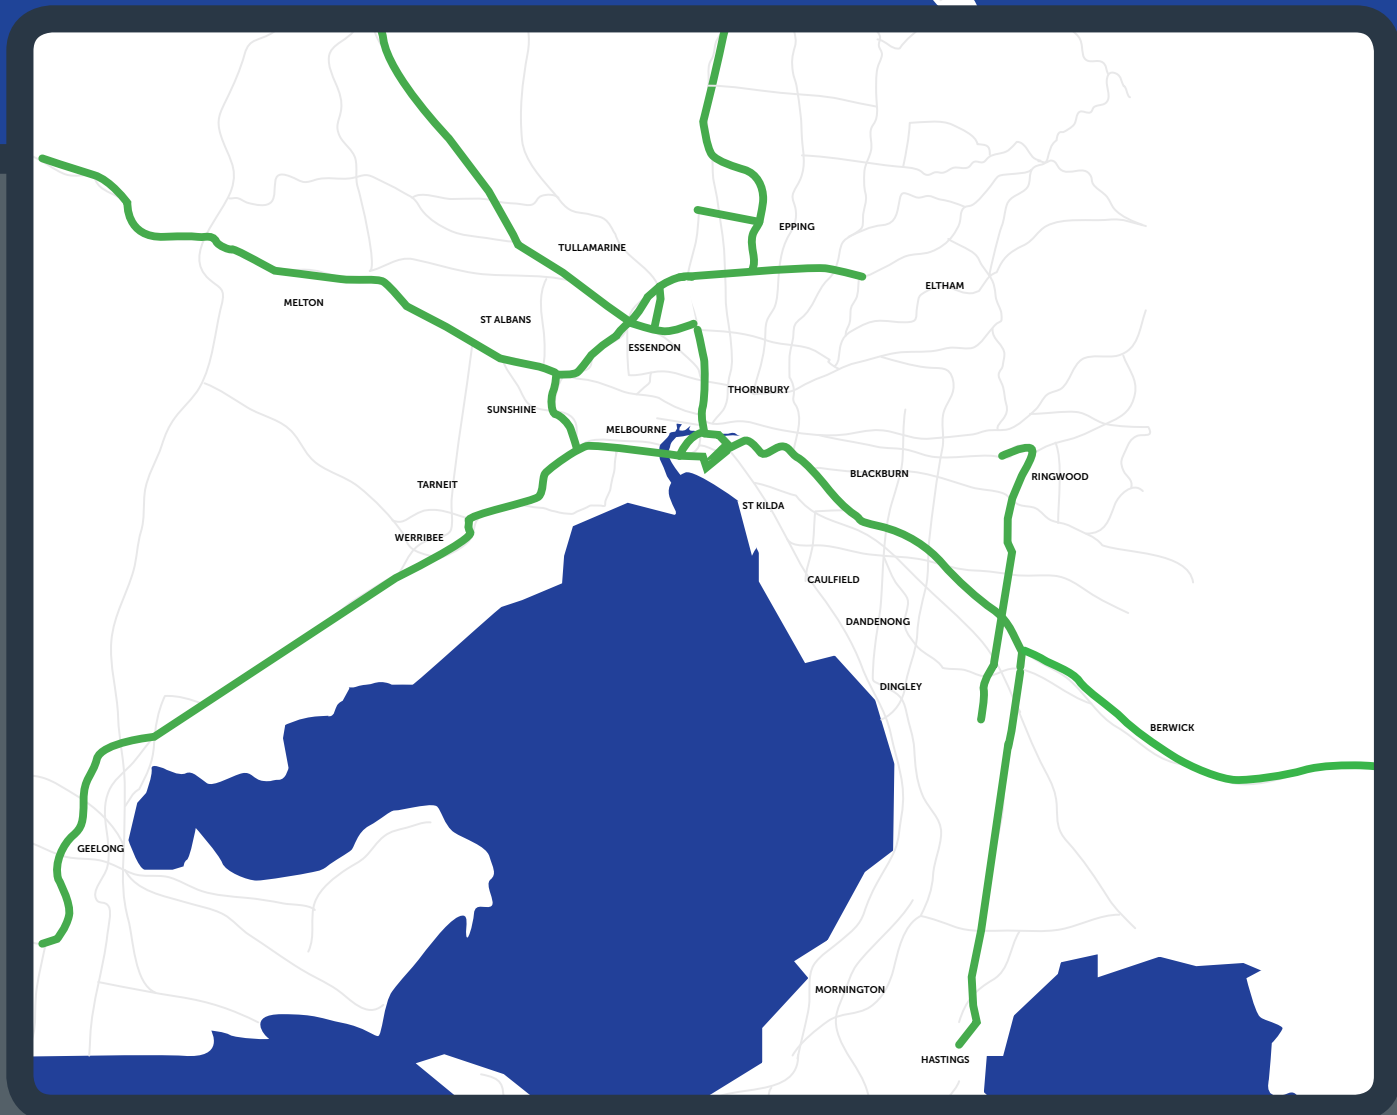 EPPING
TULLAMARINE
ELTHAM
MELTON
ST ALBANS
ESSENDON
THORNBURY
SUNSHINE
MELBOURNE
BLACKBURN
RINGWOOD
TARNEIT
ST KILDA
WERRIBEE
CAULFIELD
DANDENONG
DINGLEY
BERWICK
GEELONG
MORNINGTON
HASTINGS